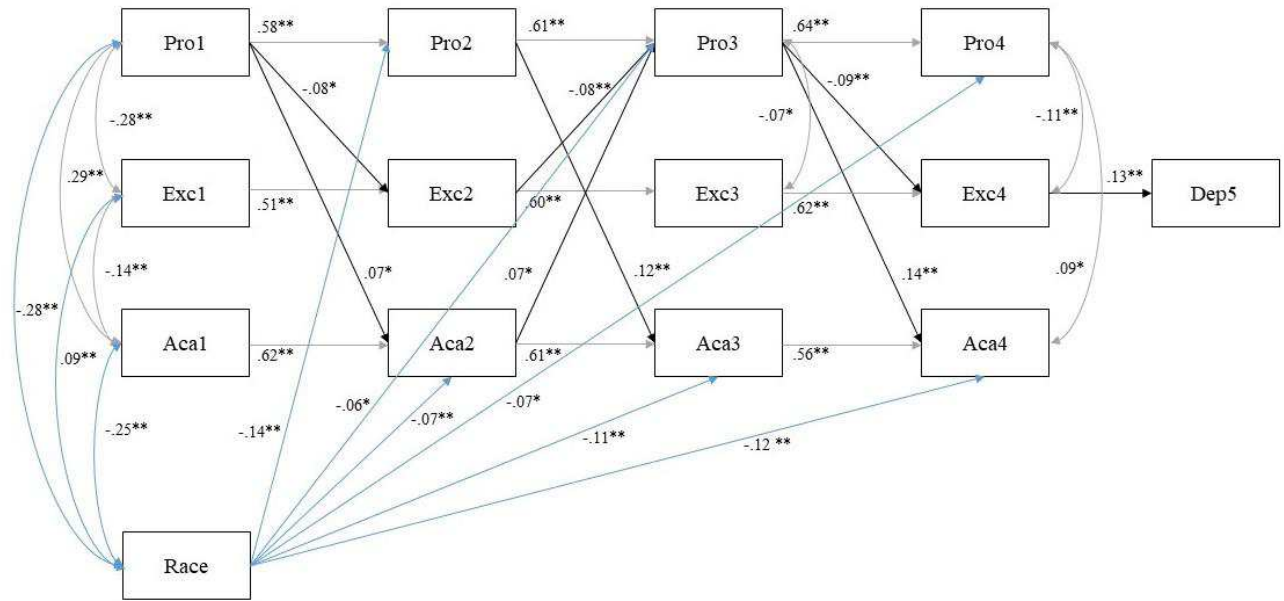 .58**
.61**
.64**
Pro1
Pro2
Pro3
Pro4
-.08*
-.08**
-.09**
-.28**
-.07*
-.11**
.29**
Exc1
Exc2
Exc3
Exc4
.13**
Dep5
.51**
.60**
.62**
-.14**
.07*
.12**
.07*
.14**
.09*
-.28**
Aca1
Aca2
Aca3
Aca4
.09**
.62**
.61**
.56**
-.25**
-.14**
-.06*
-.07**
-.07*
-.11**
-.12 **
Race